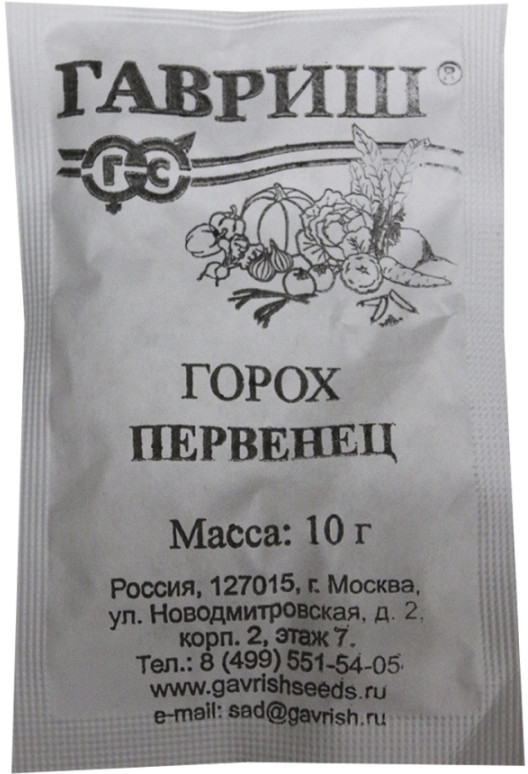 ГАВРИШ®
ГС
ГОРОХ
ПЕРВЕНЕЦ
Масса: 10 г
Россия, 127015, г. Москва,
ул. Новодмитровская, д. 2,
корп. 2, этаж 7.
Тел.: 8 (499) 551-54-05
www.gavrishseeds.ru
e-mail: sad@gavrish.ru